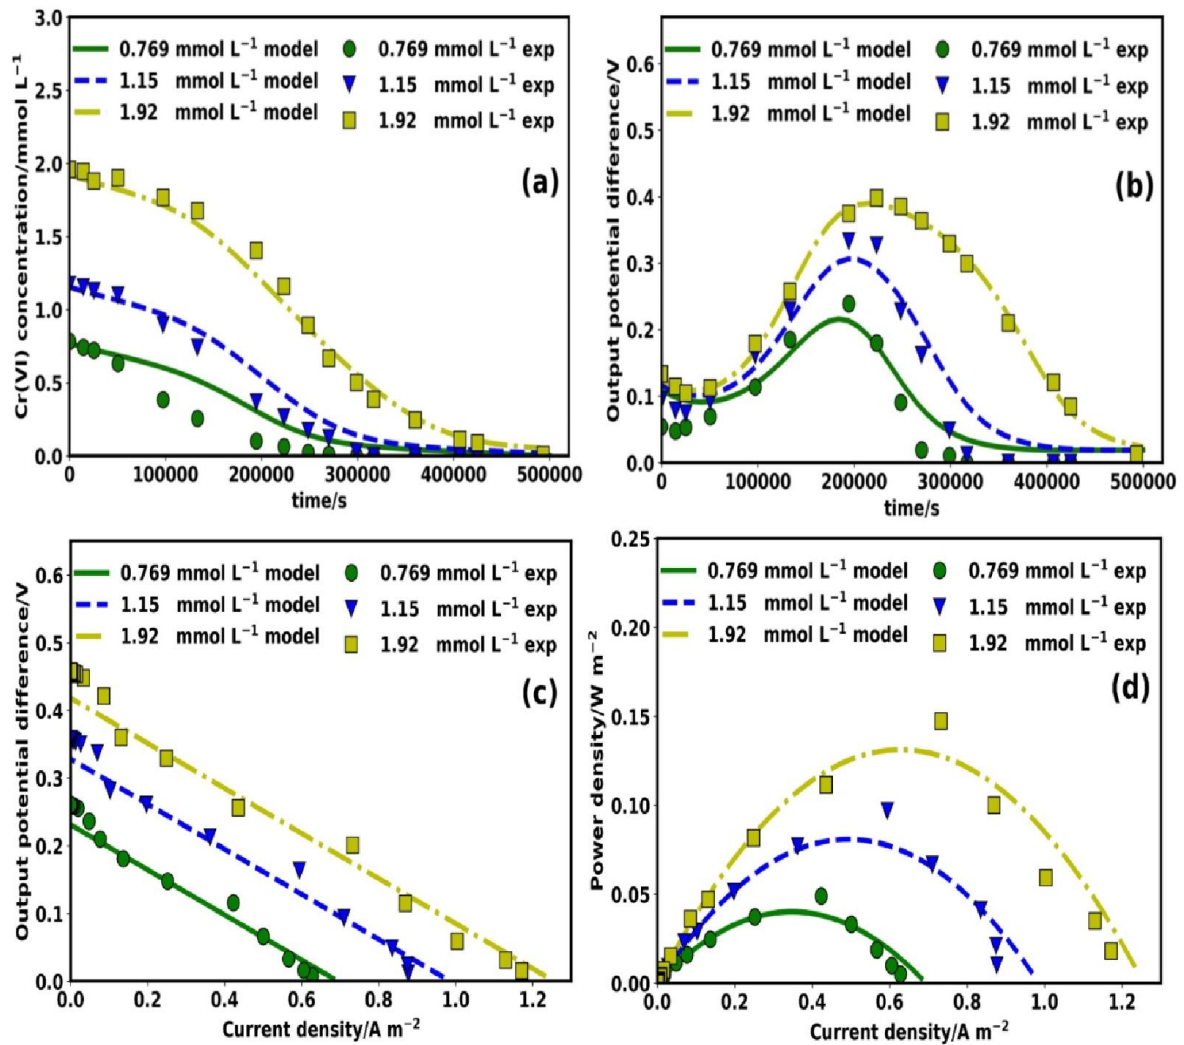 3.0
2.5
2.0
1.5
1.0
0.5
0.0
Cr(VI) concentration/mmol L⁻¹
0.769 mmol L⁻¹ model
1.15 mmol L⁻¹ model
1.92 mmol L⁻¹ model
0.769 mmol L⁻¹ exp
1.15 mmol L⁻¹ exp
1.92 mmol L⁻¹ exp
(a)
0 100000 200000 300000 400000 500000
time/s
0.6
0.5
0.4
0.3
0.2
0.1
0.0
Output potential difference/V
0.769 mmol L⁻¹ model
1.15 mmol L⁻¹ model
1.92 mmol L⁻¹ model
0.769 mmol L⁻¹ exp
1.15 mmol L⁻¹ exp
1.92 mmol L⁻¹ exp
(b)
0 100000 200000 300000 400000 500000
time/s
0.6
0.5
0.4
0.3
0.2
0.1
0.0
Output potential difference/V
0.769 mmol L⁻¹ model
1.15 mmol L⁻¹ model
1.92 mmol L⁻¹ model
0.769 mmol L⁻¹ exp
1.15 mmol L⁻¹ exp
1.92 mmol L⁻¹ exp
(c)
0.0 0.2 0.4 0.6 0.8 1.0 1.2
Current density/A m⁻²
0.25
0.20
0.15
0.10
0.05
0.00
Power density/W m⁻²
0.769 mmol L⁻¹ model
1.15 mmol L⁻¹ model
1.92 mmol L⁻¹ model
0.769 mmol L⁻¹ exp
1.15 mmol L⁻¹ exp
1.92 mmol L⁻¹ exp
(d)
0.0 0.2 0.4 0.6 0.8 1.0 1.2
Current density/A m⁻²